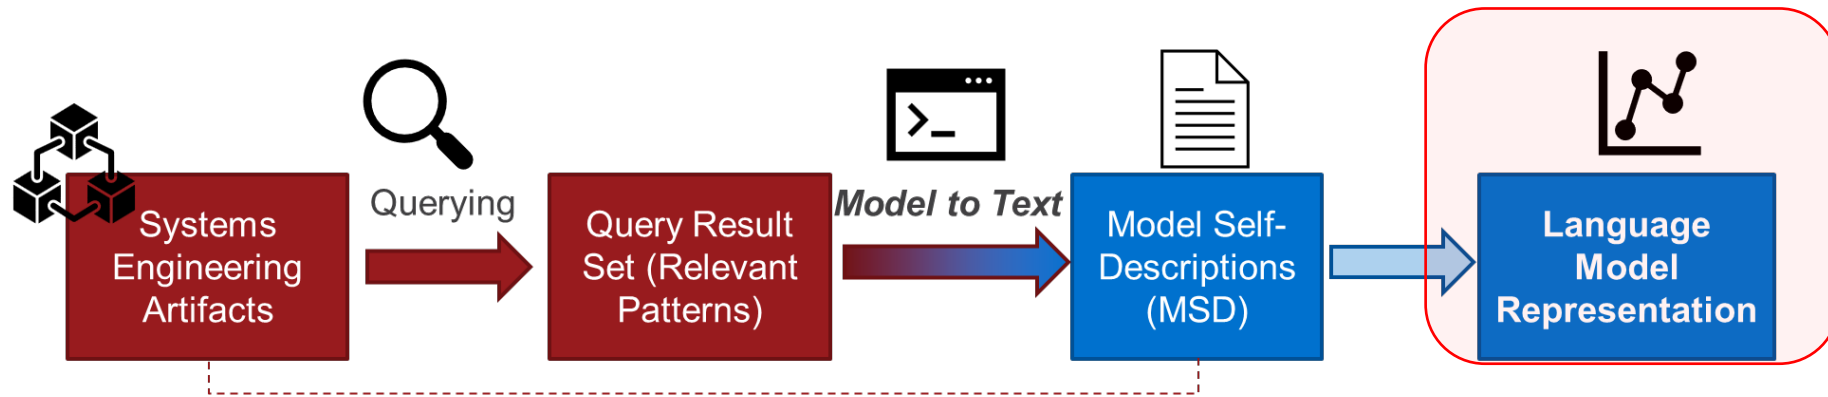 Systems
Engineering
Artifacts
Querying
Query Result
Set (Relevant
Patterns)
Model to Text
Model Self-
Descriptions
(MSD)
Language
Model
Representation